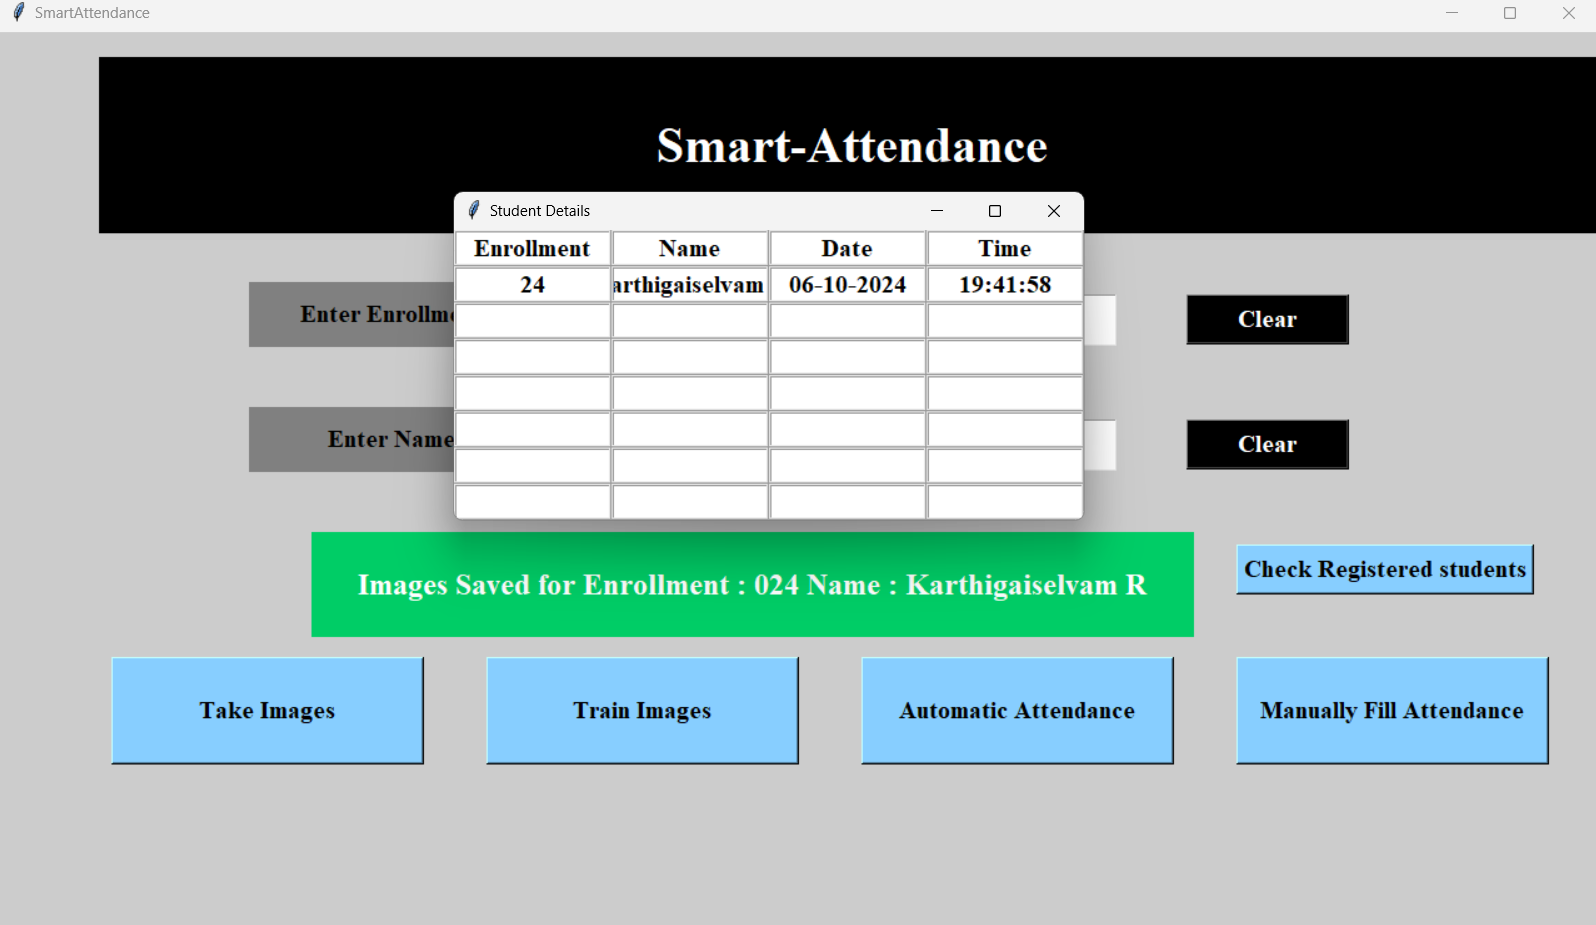 SmartAttendance
Smart-Attendance
Student Details
Enrollment Name Date Time
24 arthigaiselvam 06-10-2024 19:41:58
Enter Enrollm
Clear
Enter Name
Clear
Images Saved for Enrollment : 024 Name : Karthigaiselvam R
Check Registered students
Take Images
Train Images
Automatic Attendance
Manually Fill Attendance